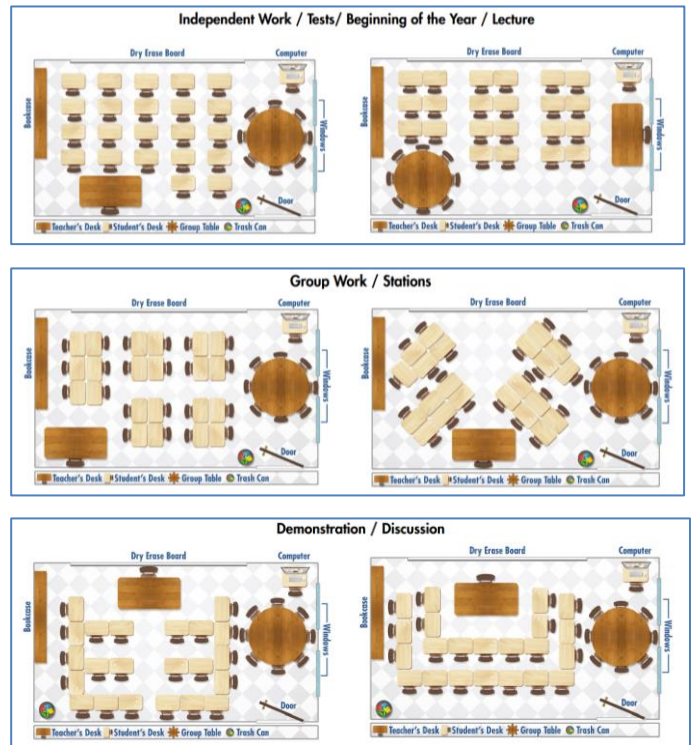 Independent Work / Tests/ Beginning of the Year / Lecture
Dry Erase Board Computer
Bookcase
Windows
Door
Teacher's Desk Student's Desk Group Table Trash Can
Dry Erase Board Computer
Bookcase
Windows
Door
Teacher's Desk Student's Desk Group Table Trash Can
Group Work / Stations
Dry Erase Board Computer
Bookcase
Windows
Door
Teacher's Desk Student's Desk Group Table Trash Can
Dry Erase Board Computer
Bookcase
Windows
Door
Teacher's Desk Student's Desk Group Table Trash Can
Demonstration / Discussion
Dry Erase Board Computer
Bookcase
Windows
Door
Teacher's Desk Student's Desk Group Table Trash Can
Dry Erase Board Computer
Bookcase
Windows
Door
Teacher's Desk Student's Desk Group Table Trash Can